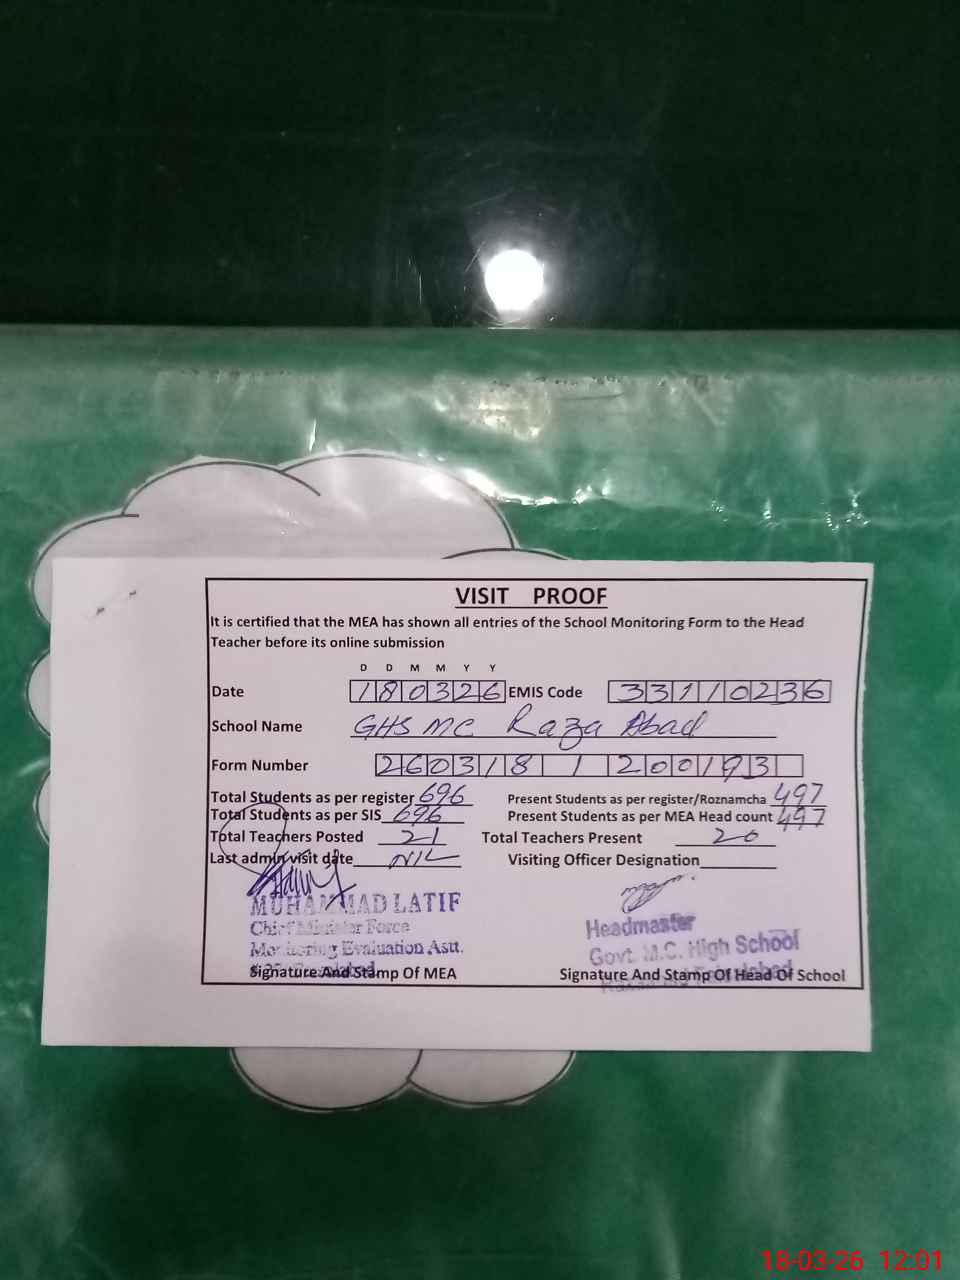 VISIT PROOF
It is certified that the MEA has shown all entries of the School Monitoring Form to the Head
Teacher before its online submission
D D M M Y Y
Date 180326 EMIS Code 33110236
School Name GHS MC Raza Abad
Form Number 260318 1 200193
Total Students as per register 696 Present Students as per register/Roznamcha 497
Total Students as per SIS 696 Present Students as per MEA Head count 497
Total Teachers Posted 21 Total Teachers Present 20
Last admin visit date NIL Visiting Officer Designation
MUHAMMAD LATIF
Chief Minister Force
Monitoring Evaluation Astt.
Headmaster
Govt. M.C. High School
Signature And Stamp Of MEA Signature And Stamp Of Head Of School
18-03-26 12:01